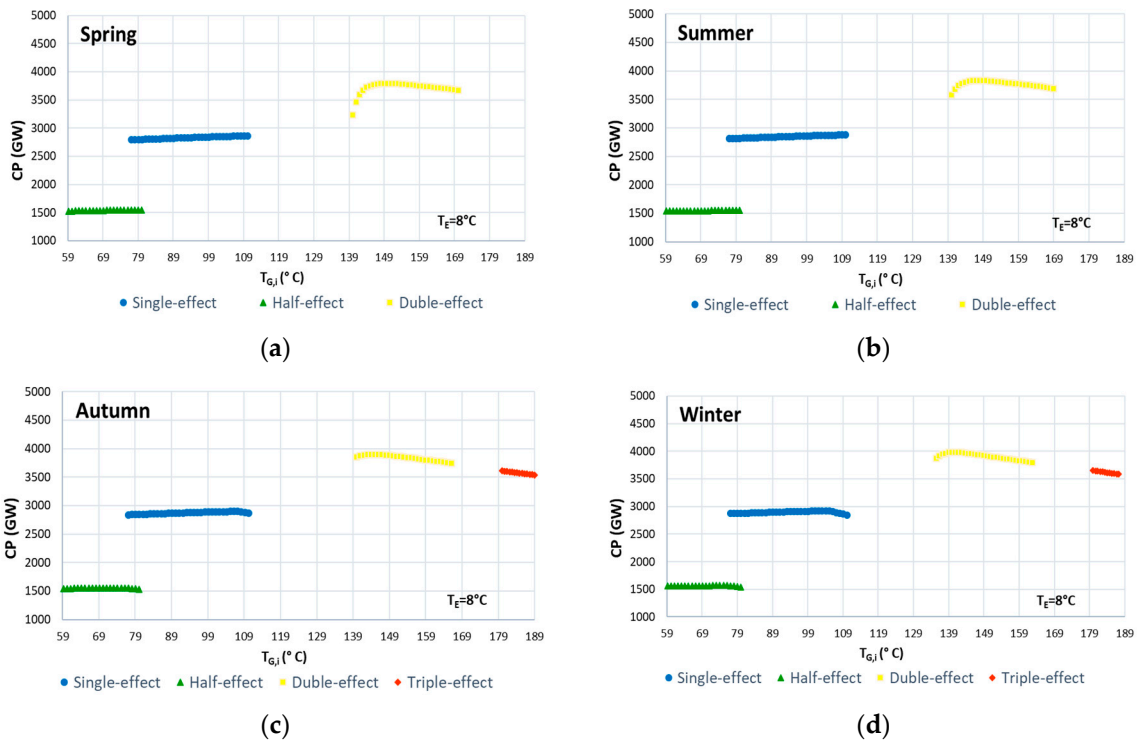 Spring
CP (GW)
5000
4500
4000
3500
3000
2500
2000
1500
1000
T_E=8°C
59 69 79 89 99 109 119 129 139 149 159 169 179 189
T_G,i (° C)
Single-effect Half-effect Duble-effect
(a)
Summer
CP (GW)
5000
4500
4000
3500
3000
2500
2000
1500
1000
T_E=8°C
59 69 79 89 99 109 119 129 139 149 159 169 179 189
T_G,i (° C)
Single-effect Half-effect Duble-effect
(b)
Autumn
CP (GW)
5000
4500
4000
3500
3000
2500
2000
1500
1000
T_E=8°C
59 69 79 89 99 109 119 129 139 149 159 169 179 189
T_G,i (° C)
Single-effect Half-effect Duble-effect Triple-effect
(c)
Winter
CP (GW)
5000
4500
4000
3500
3000
2500
2000
1500
1000
T_E=8°C
59 69 79 89 99 109 119 129 139 149 159 169 179 189
T_G,i (° C)
Single-effect Half-effect Duble-effect Triple-effect
(d)